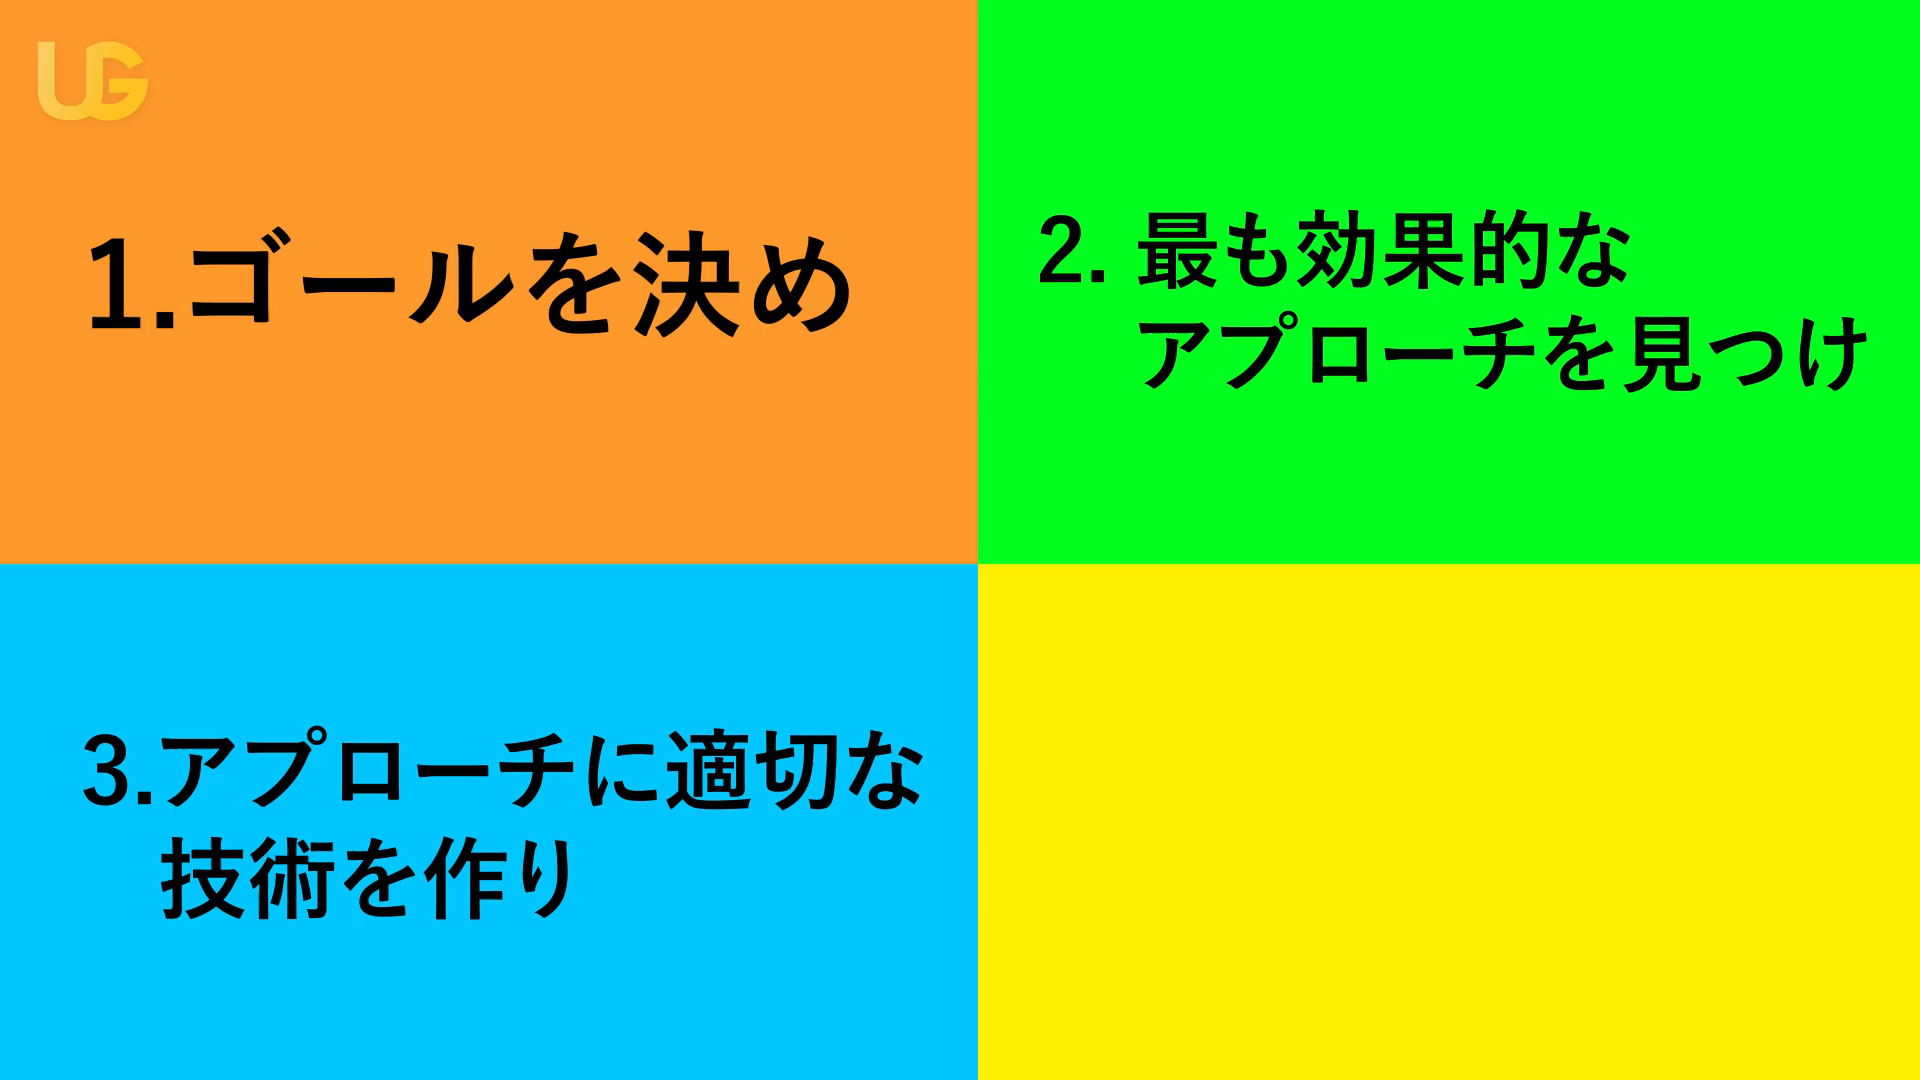 UG
1.ゴールを決め
2. 最も効果的な
アプローチを見つけ
3.アプローチに適切な
技術を作り